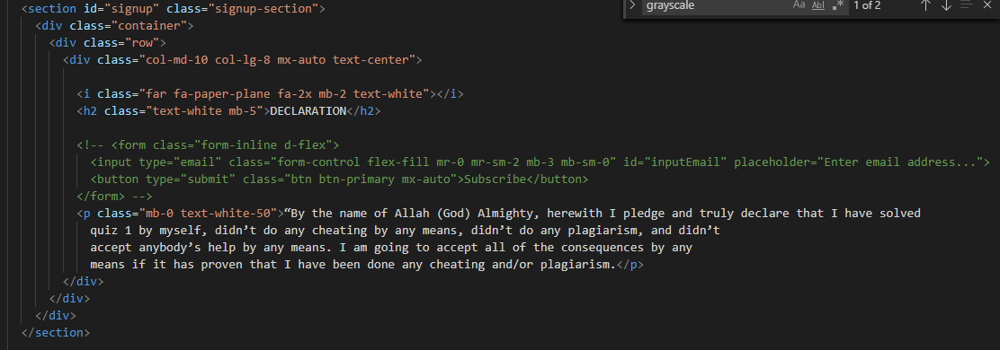 <section id="signup" class="signup-section">
grayscale
Aa
Abl
.*
1 of 2
<div class="container">
<div class="row">
<div class="col-md-10 col-lg-8 mx-auto text-center">
<i class="far fa-paper-plane fa-2x mb-2 text-white"></i>
<h2 class="text-white mb-5">DECLARATION</h2>
<!-- <form class="form-inline d-flex">
<input type="email" class="form-control flex-fill mr-0 mr-sm-2 mb-3 mb-sm-0" id="inputEmail" placeholder="Enter email address...">
<button type="submit" class="btn btn-primary mx-auto">Subscribe</button>
</form> -->
<p class="mb-0 text-white-50">“By the name of Allah (God) Almighty, herewith I pledge and truly declare that I have solved
quiz 1 by myself, didn’t do any cheating by any means, didn’t do any plagiarism, and didn’t
accept anybody’s help by any means. I am going to accept all of the consequences by any
means if it has proven that I have been done any cheating and/or plagiarism.</p>
</div>
</div>
</div>
</section>